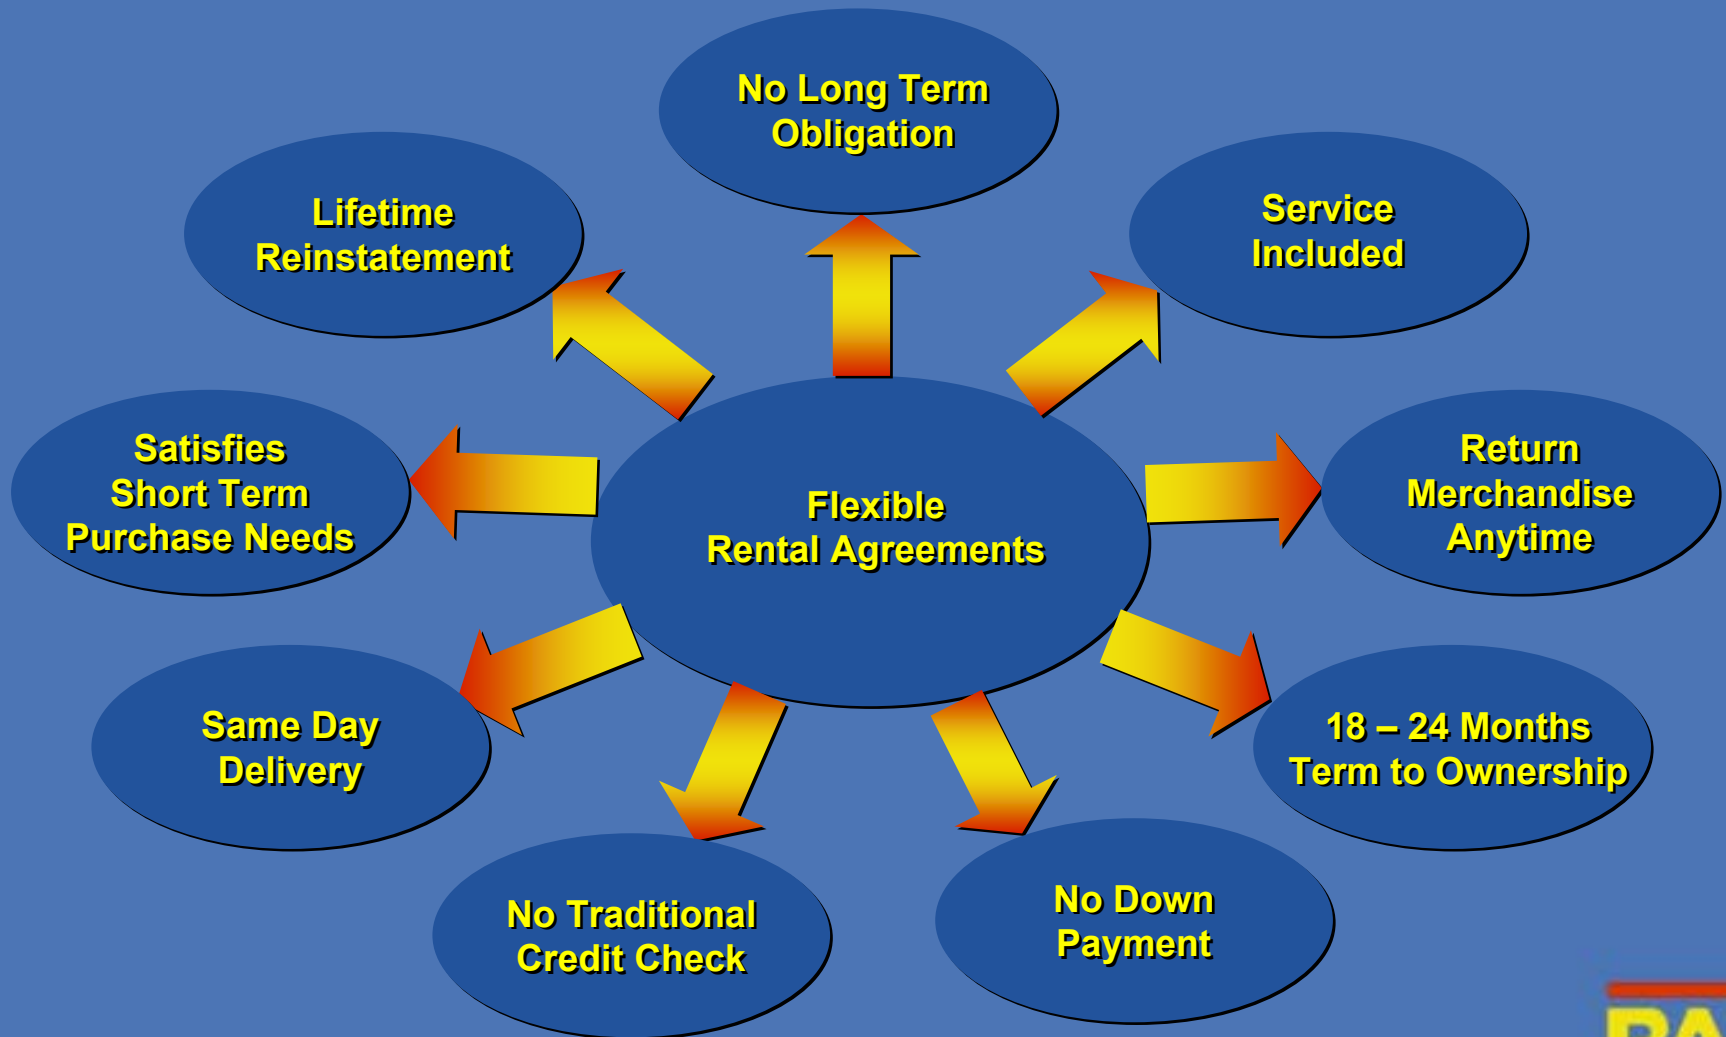 No Long Term
Obligation
Service
Included
Return
Merchandise
Anytime
18 – 24 Months
Term to Ownership
No Down
Payment
No Traditional
Credit Check
Same Day
Delivery
Satisfies
Short Term
Purchase Needs
Lifetime
Reinstatement
Flexible
Rental Agreements